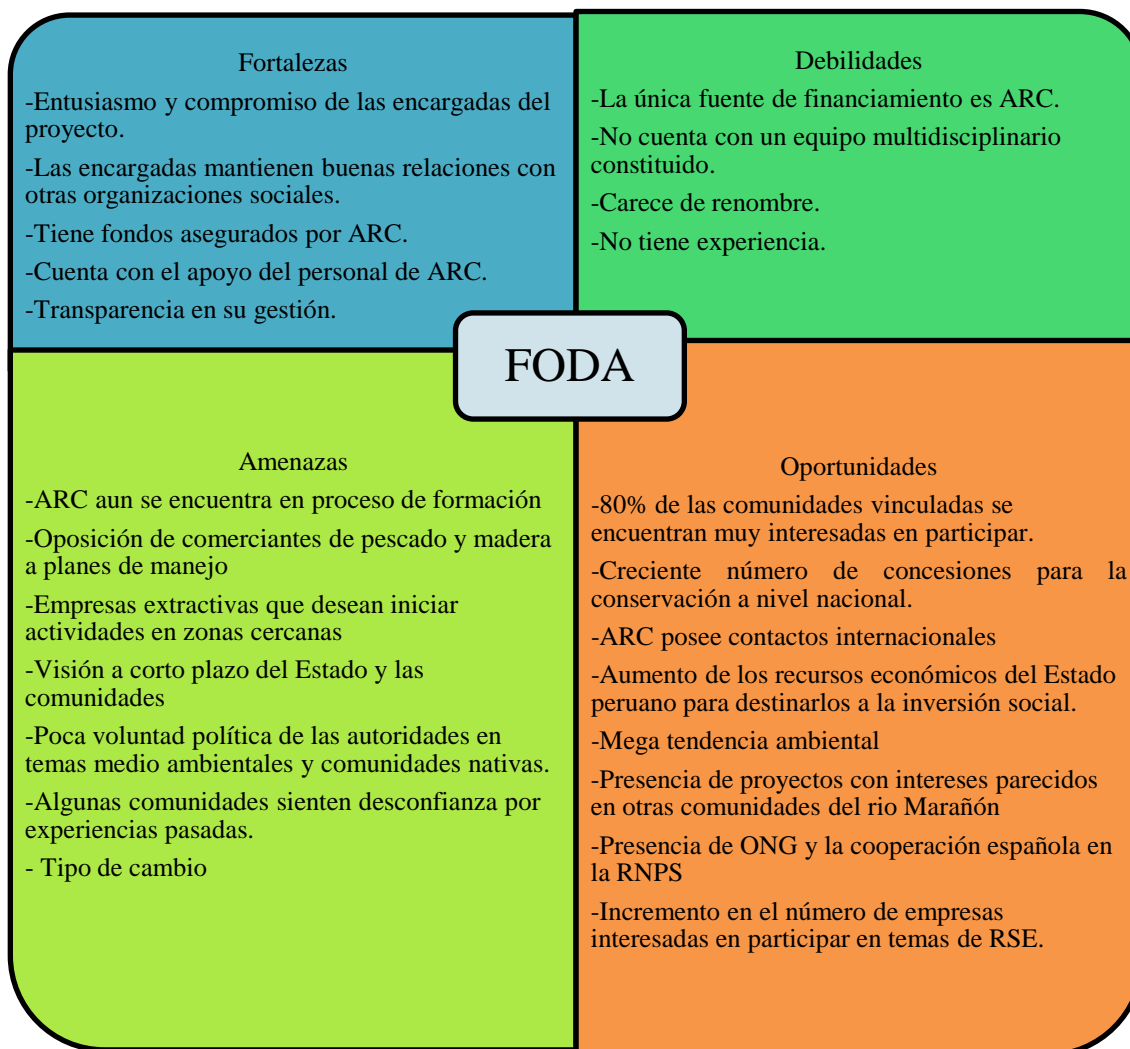 Fortalezas
-Entusiasmo y compromiso de las encargadas del
proyecto.
-Las encargadas mantienen buenas relaciones con
otras organizaciones sociales.
-Tiene fondos asegurados por ARC.
-Cuenta con el apoyo del personal de ARC.
-Transparencia en su gestión.
Debilidades
-La única fuente de financiamiento es ARC.
-No cuenta con un equipo multidisciplinario
constituido.
-Carece de renombre.
-No tiene experiencia.
FODA
Amenazas
-ARC aun se encuentra en proceso de formación
-Oposición de comerciantes de pescado y madera
a planes de manejo
-Empresas extractivas que desean iniciar
actividades en zonas cercanas
-Visión a corto plazo del Estado y las
comunidades
-Poca voluntad política de las autoridades en
temas medio ambientales y comunidades nativas.
-Algunas comunidades sienten desconfianza por
experiencias pasadas.
- Tipo de cambio
Oportunidades
-80% de las comunidades vinculadas se
encuentran muy interesadas en participar.
-Creciente número de concesiones para la
conservación a nivel nacional.
-ARC posee contactos internacionales
-Aumento de los recursos económicos del Estado
peruano para destinarlos a la inversión social.
-Mega tendencia ambiental
-Presencia de proyectos con intereses parecidos
en otras comunidades del rio Marañón
-Presencia de ONG y la cooperación española en
la RNPS
-Incremento en el número de empresas
interesadas en participar en temas de RSE.